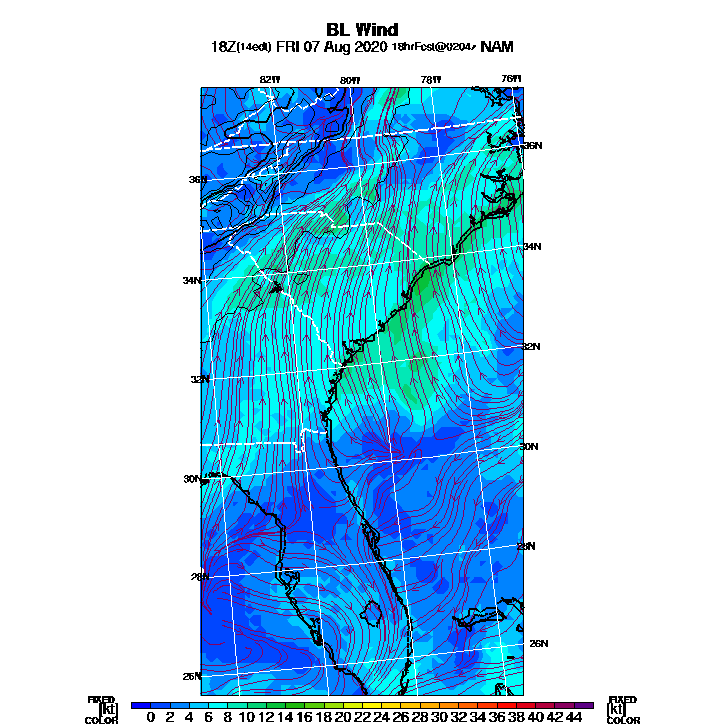 BL Wind
18Z(14edt) FRI 07 Aug 2020 18hrFcst@0204z NAM
82W 80W 78W 76W
36N
36N
34N
34N
32N
32N
30N
30N
28N
28N
26N
26N
FIXED FIXED
[kt] 0 2 4 6 8 10 12 14 16 18 20 22 24 26 28 30 32 34 36 38 40 42 44 [kt]
COLOR COLOR